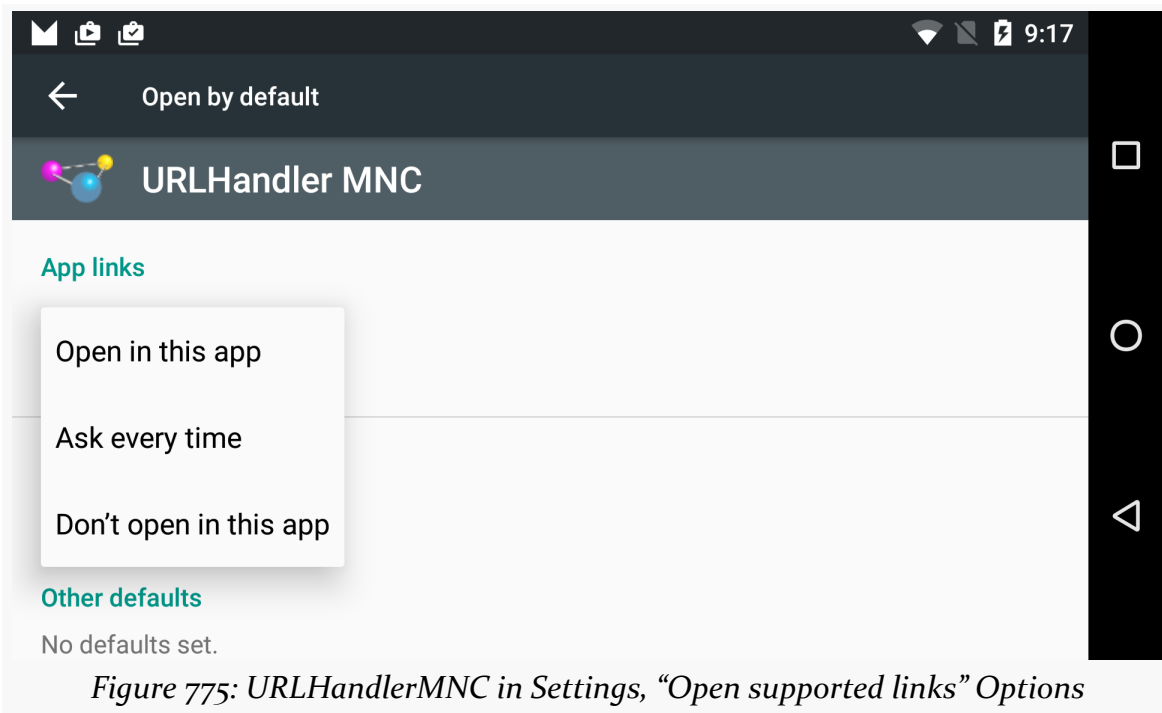 9:17
Open by default
URLHandler MNC
App links
Open in this app
Ask every time
Don’t open in this app
Other defaults
No defaults set.
Figure 775: URLHandlerMNC in Settings, “Open supported links” Options